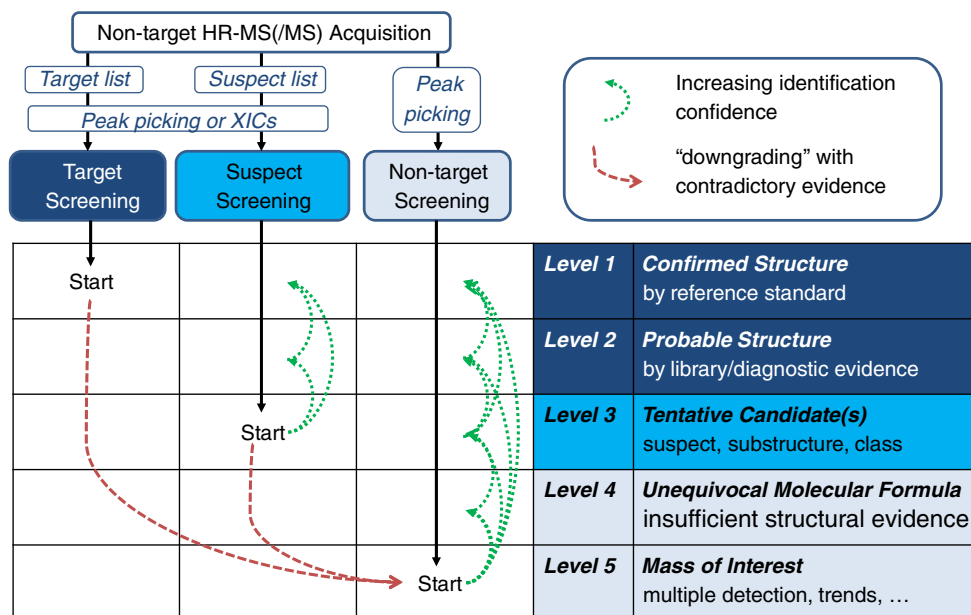 Non-target HR-MS(/MS) Acquisition
Target list
Suspect list
Peak
picking
Peak picking or XICs
Target
Screening
Suspect
Screening
Non-target
Screening
Increasing identification
confidence
“downgrading” with
contradictory evidence
Start
Level 1
Confirmed Structure
by reference standard
Level 2
Probable Structure
by library/diagnostic evidence
Start
Level 3
Tentative Candidate(s)
suspect, substructure, class
Level 4
Unequivocal Molecular Formula
insufficient structural evidence
Start
Level 5
Mass of Interest
multiple detection, trends, …